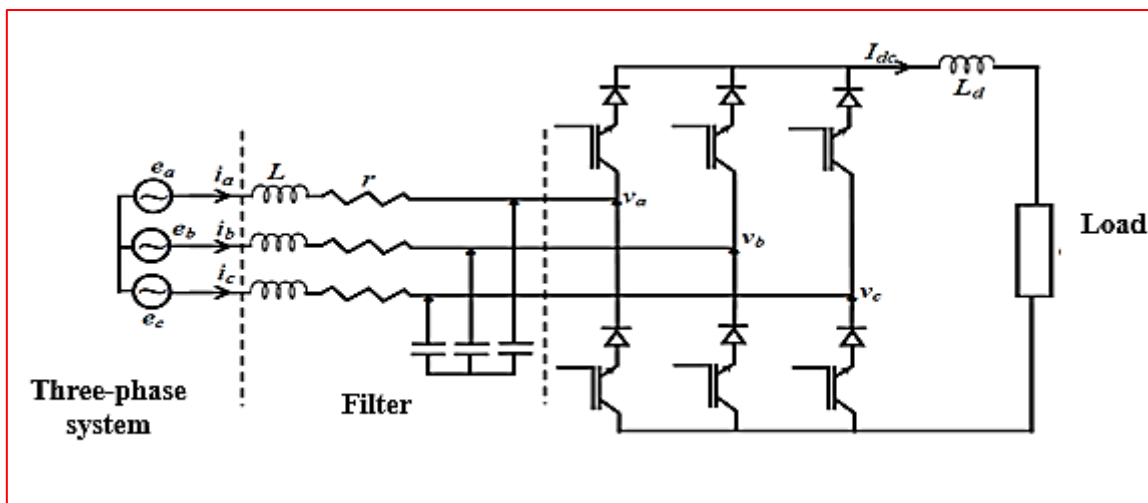 I_dc
L_d
e_a
i_a
L
r
v_a
e_b
i_b
v_b
Load
i_c
v_c
e_c
Three-phase
system
Filter